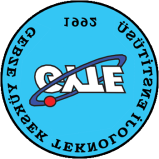 GEBZE YÜKSEK TEKNOLOJİ ENSTİTÜSÜ
GYTE
1992